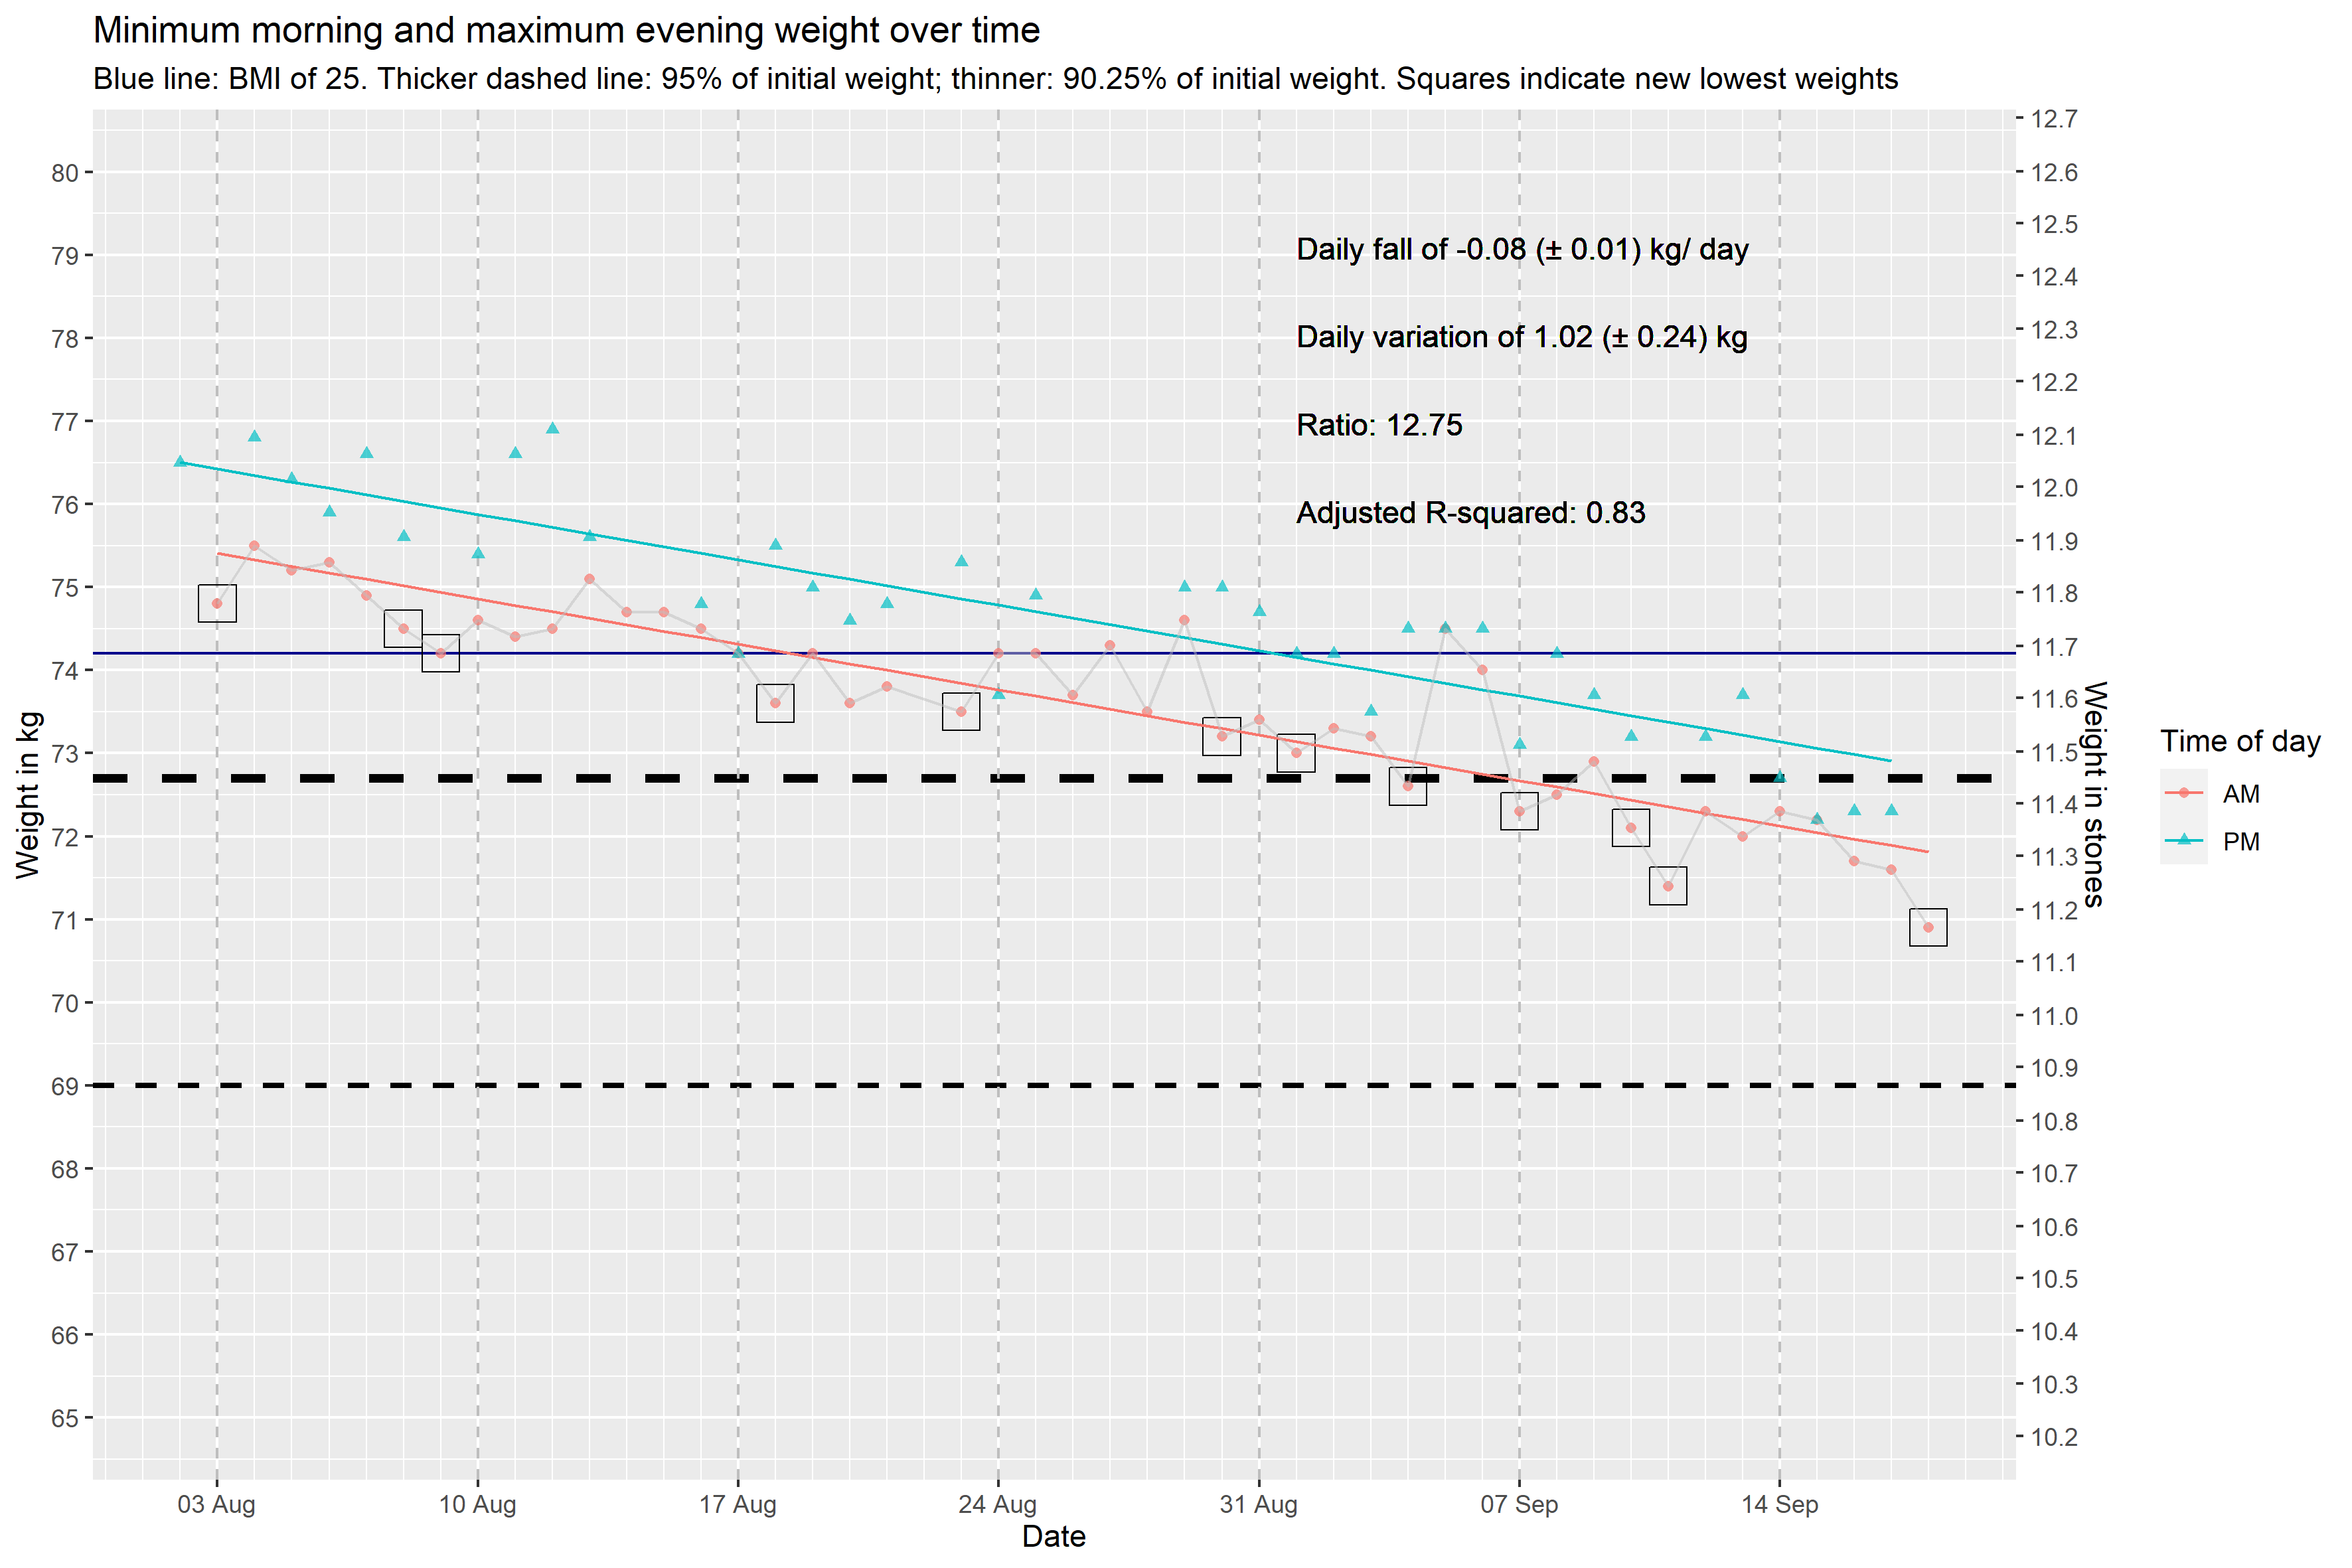 Minimum morning and maximum evening weight over time
Blue line: BMI of 25. Thicker dashed line: 95% of initial weight; thinner: 90.25% of initial weight. Squares indicate new lowest weights
Weight in kg
80
79
78
77
76
75
74
73
72
71
70
69
68
67
66
65
Daily fall of -0.08 (± 0.01) kg/ day
Daily variation of 1.02 (± 0.24) kg
Ratio: 12.75
Adjusted R-squared: 0.83
12.7
12.6
12.5
12.4
12.3
12.2
12.1
12.0
11.9
11.8
11.7
11.6
11.5
11.4
11.3
11.2
11.1
11.0
10.9
10.8
10.7
10.6
10.5
10.4
10.3
10.2
Weight in stones
03 Aug
10 Aug
17 Aug
24 Aug
31 Aug
07 Sep
14 Sep
Date
Time of day
AM
PM